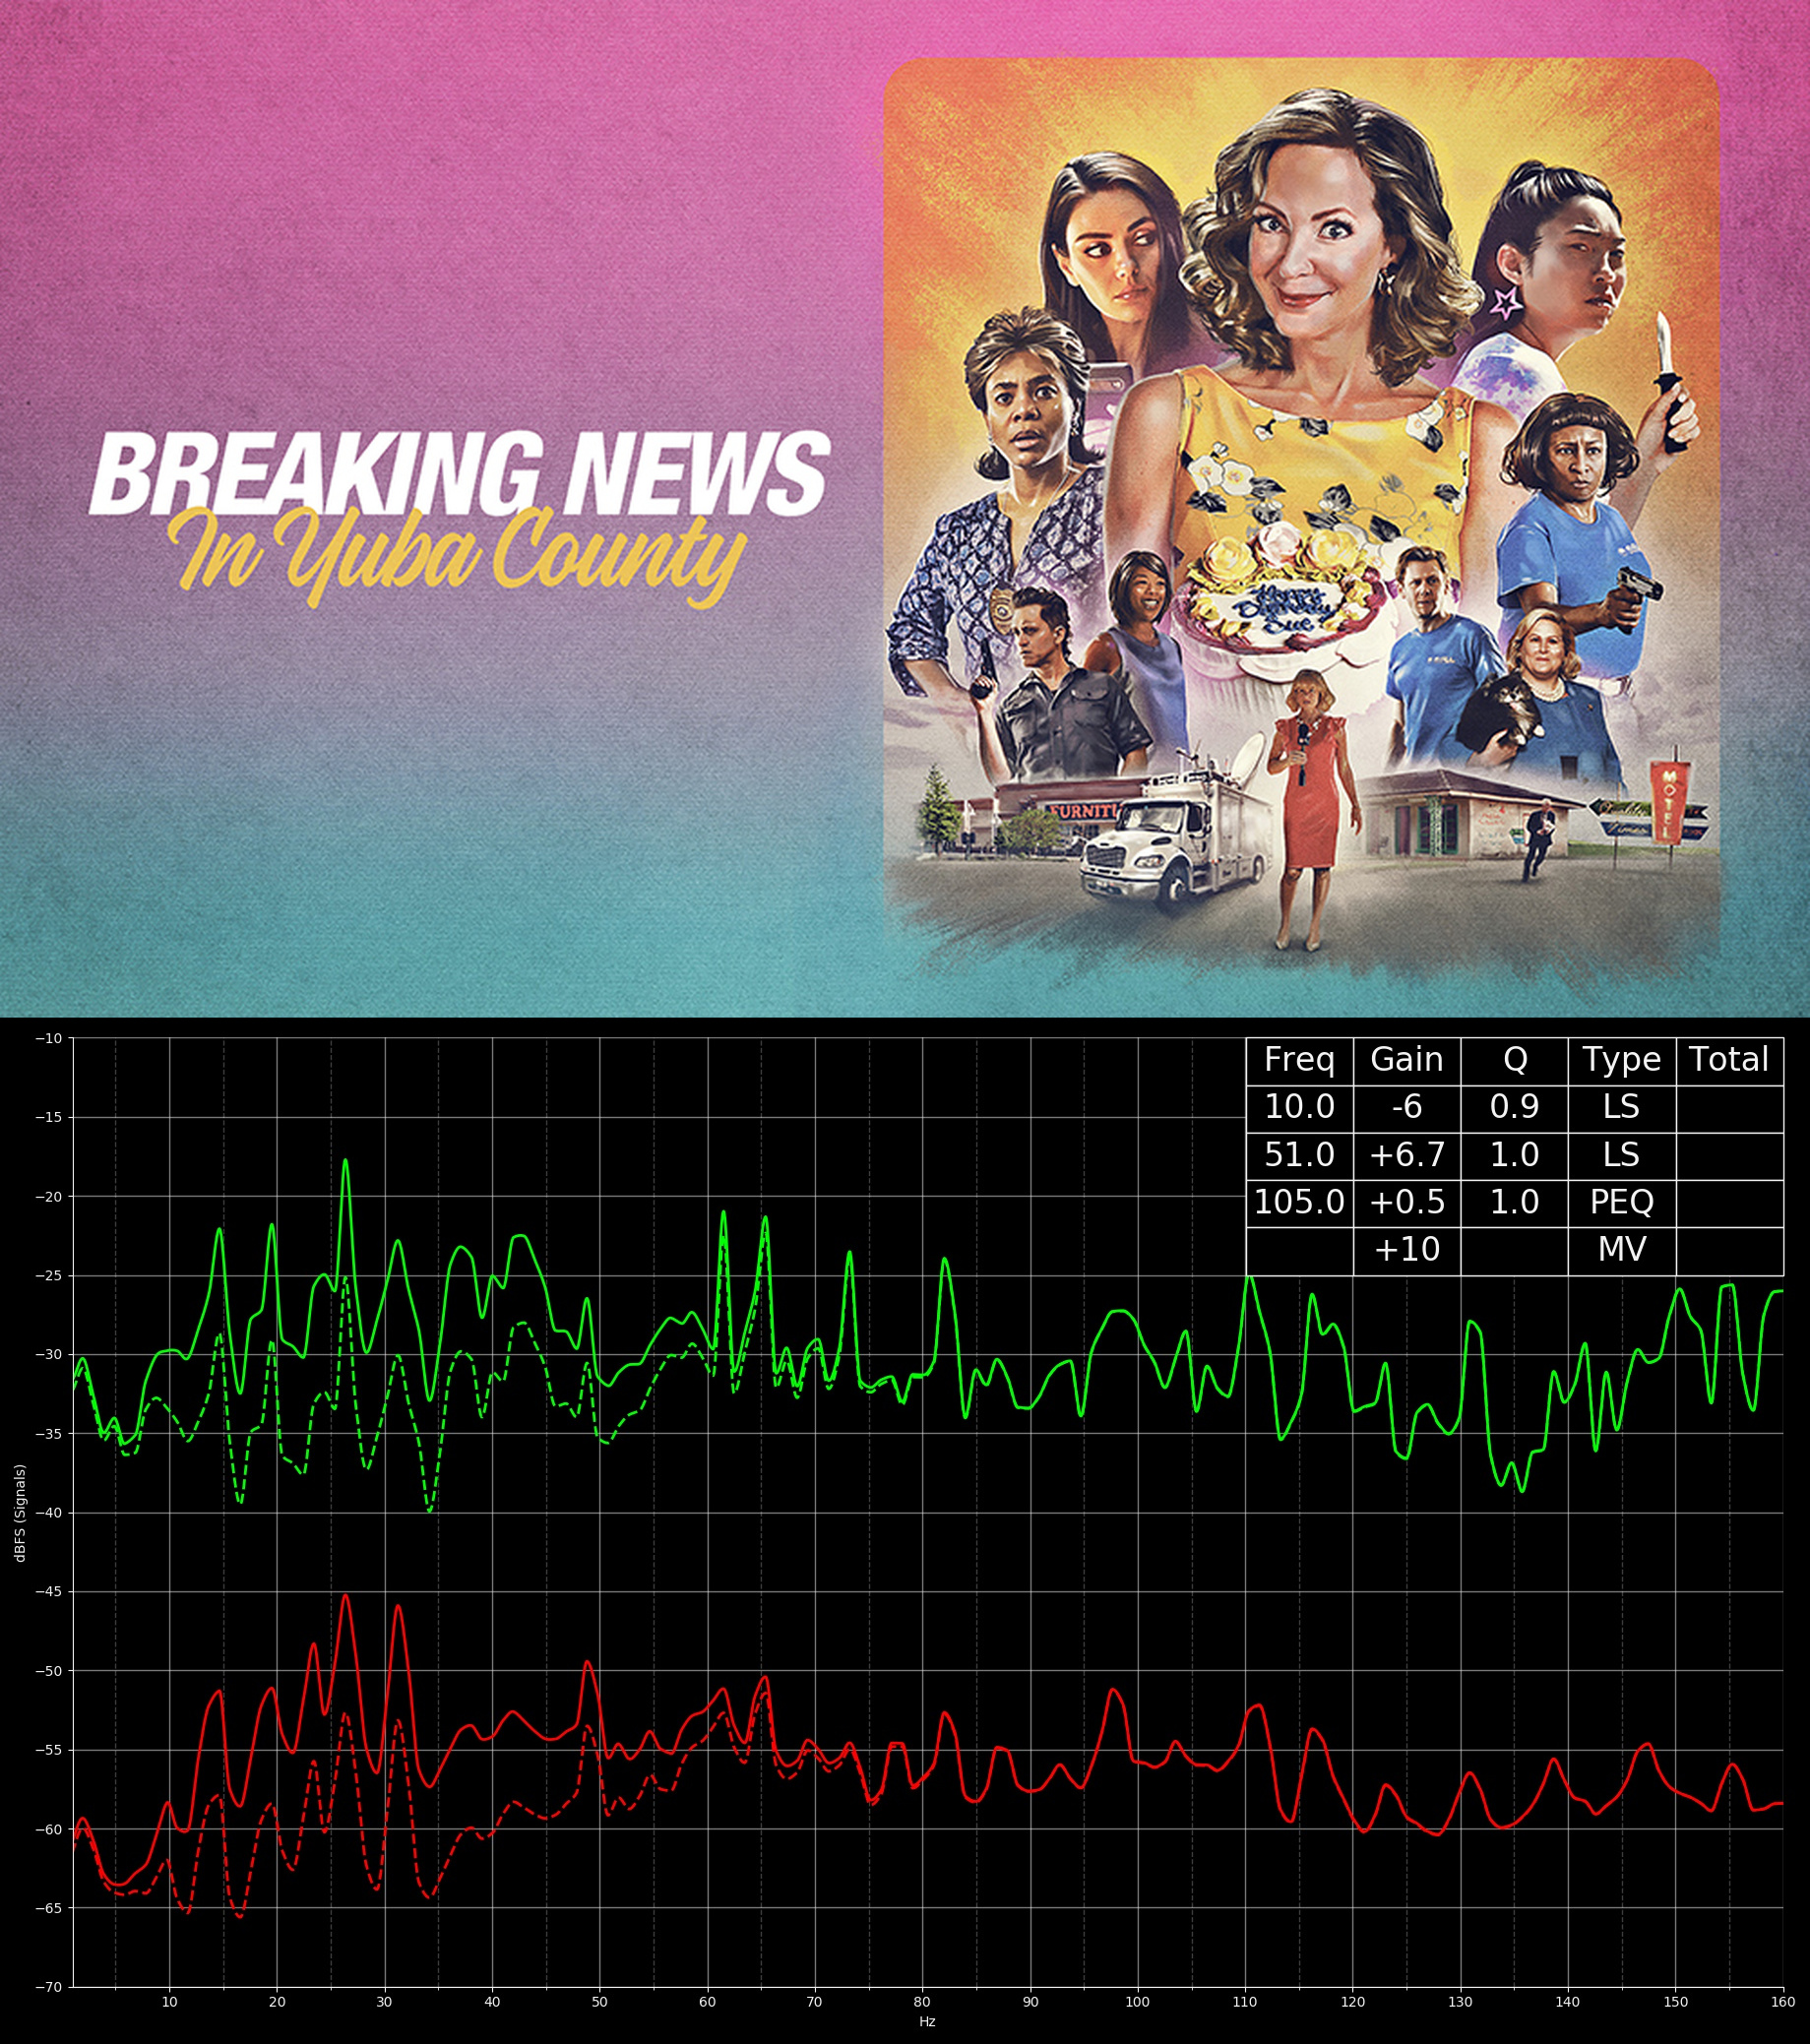 BREAKING NEWS
In Yuba County
Happy
Birthday
Sue
FURNITU
MOTEL
Freq Gain Q Type Total
10.0 -6 0.9 LS
51.0 +6.7 1.0 LS
105.0 +0.5 1.0 PEQ
+10 MV
−10
−15
−20
−25
−30
−35
−40
−45
−50
−55
−60
−65
−70
dBFS (Signals)
10 20 30 40 50 60 70 80 90 100 110 120 130 140 150 160
Hz